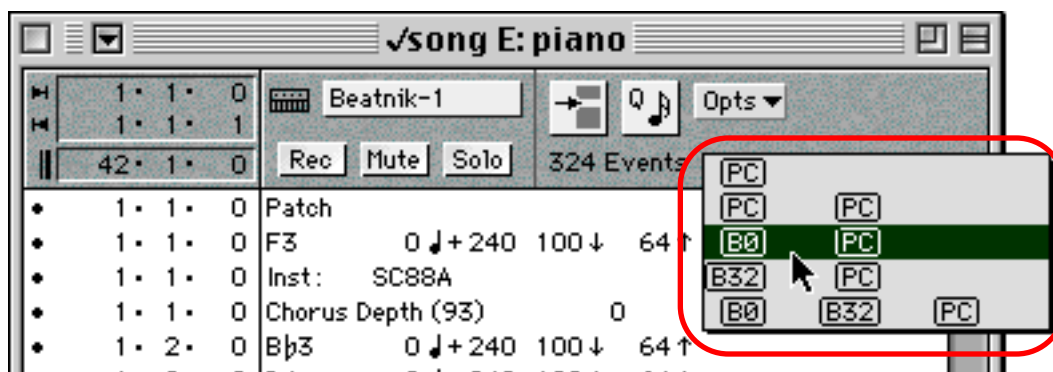 √song E: piano
1· 1· 0 Beatnik-1 Q Opts
1· 1· 1
42· 1· 0 Rec Mute Solo 324 Events
PC
1· 1· 0 Patch PC PC
1· 1· 0 F3 0♩+240 100↓ 64↑ B0 PC
1· 1· 0 Inst: SC88A B32 PC
1· 1· 0 Chorus Depth (93) 0 B0 B32 PC
1· 2· 0 B♭3 0♩+240 100↓ 64↑